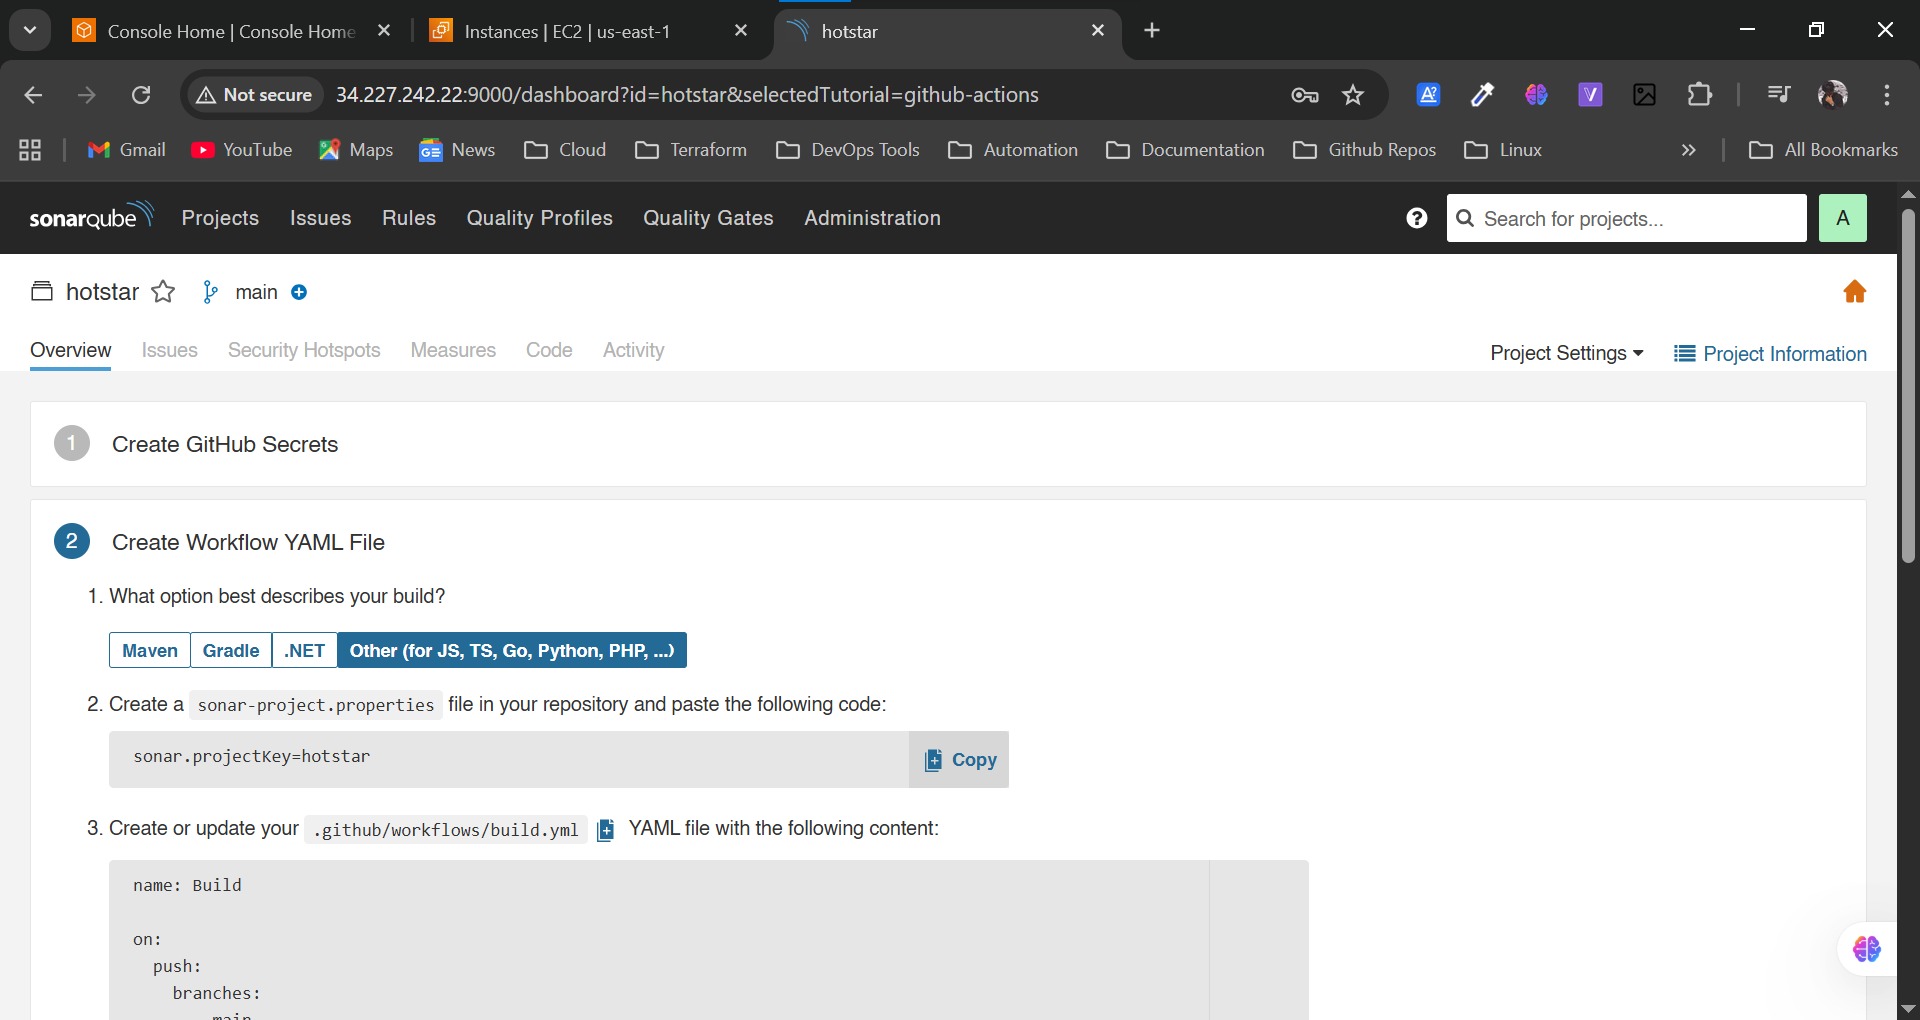 Console Home | Console Home
Instances | EC2 | us-east-1
hotstar
Not secure
34.227.242.22:9000/dashboard?id=hotstar&selectedTutorial=github-actions
Gmail
YouTube
Maps
News
Cloud
Terraform
DevOps Tools
Automation
Documentation
Github Repos
Linux
All Bookmarks
sonarqube
Projects
Issues
Rules
Quality Profiles
Quality Gates
Administration
Search for projects...
A
hotstar
main
Overview
Issues
Security Hotspots
Measures
Code
Activity
Project Settings
Project Information
1
Create GitHub Secrets
2
Create Workflow YAML File
1. What option best describes your build?
Maven
Gradle
.NET
Other (for JS, TS, Go, Python, PHP, ...)
2. Create a sonar-project.properties file in your repository and paste the following code:
sonar.projectKey=hotstar
Copy
3. Create or update your .github/workflows/build.yml YAML file with the following content:
name: Build
on:
push:
branches:
main